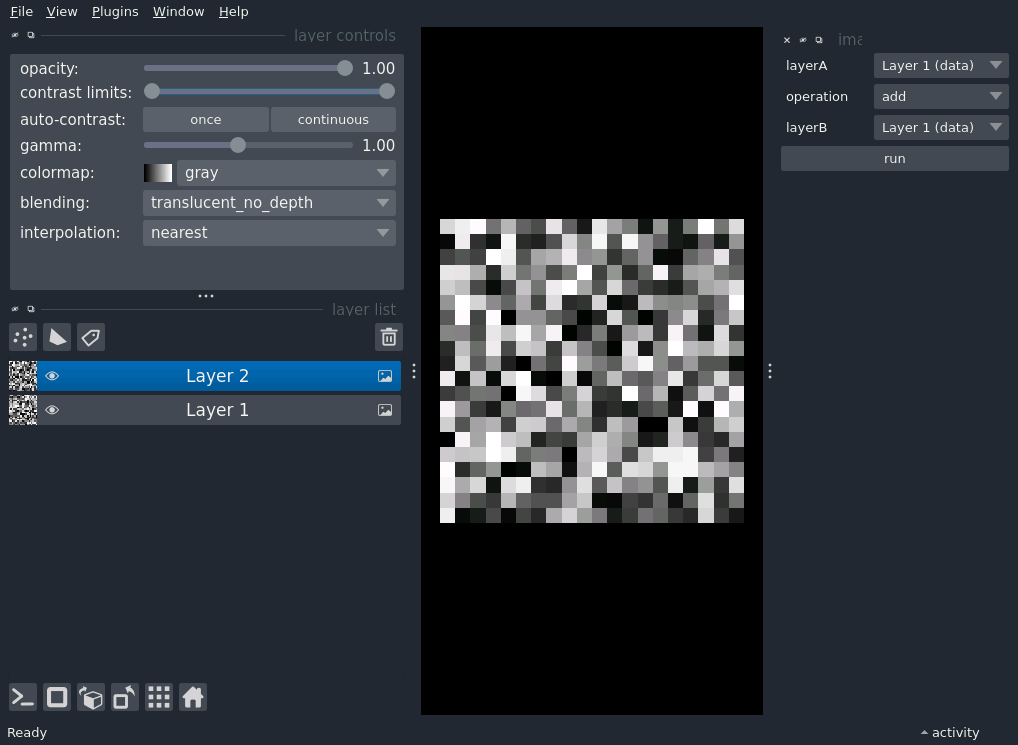 File View Plugins Window Help
layer controls
opacity: 1.00
contrast limits:
auto-contrast: once continuous
gamma: 1.00
colormap: gray
blending: translucent_no_depth
interpolation: nearest
layer list
Layer 2
Layer 1
Ready
ima
layerA Layer 1 (data)
operation add
layerB Layer 1 (data)
run
activity